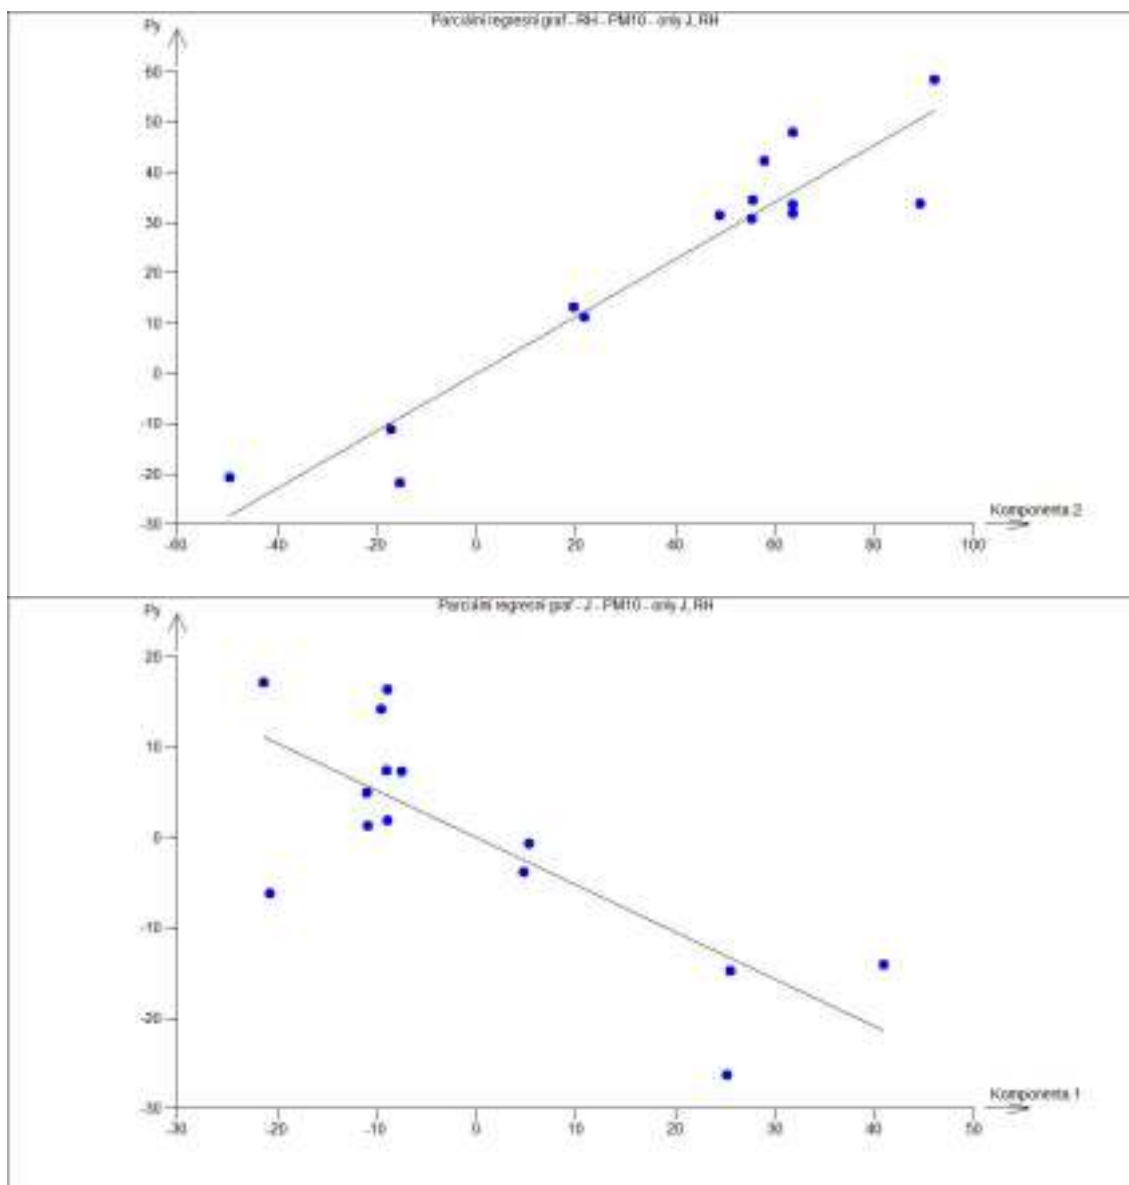 Parciální regresní graf - RH - PM10 - only J, RH
Py
60
50
40
30
20
10
0
-10
-20
-30
Komponenta 2
-60 -40 -20 0 20 40 60 80 100
Parciální regresní graf - J - PM10 - only J, RH
Py
20
10
0
-10
-20
-30
Komponenta 1
-30 -20 -10 0 10 20 30 40 50